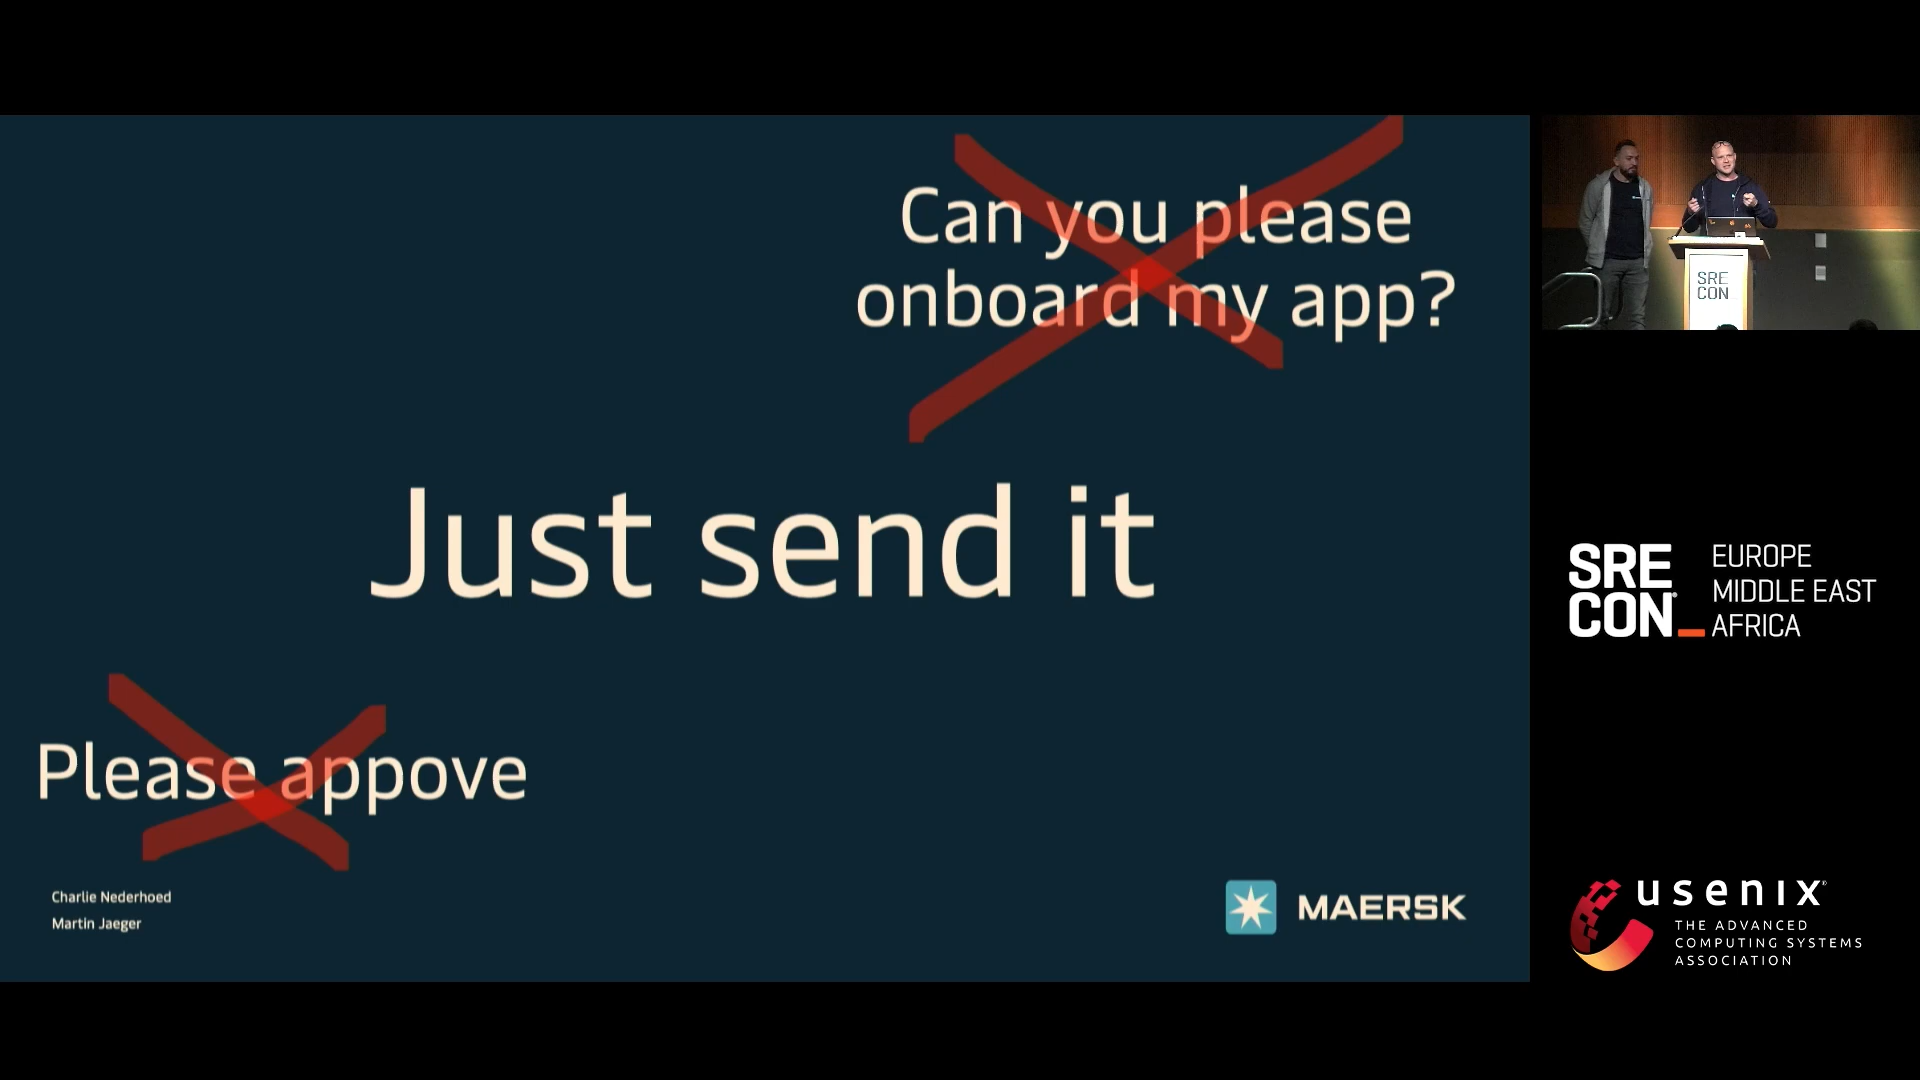 Can you please
onboard my app?
Just send it
Please appove
Charlie Nederhoed
Martin Jaeger
MAERSK
SRE
CON
SRE
CON
EUROPE
MIDDLE EAST
AFRICA
usenix
THE ADVANCED
COMPUTING SYSTEMS
ASSOCIATION